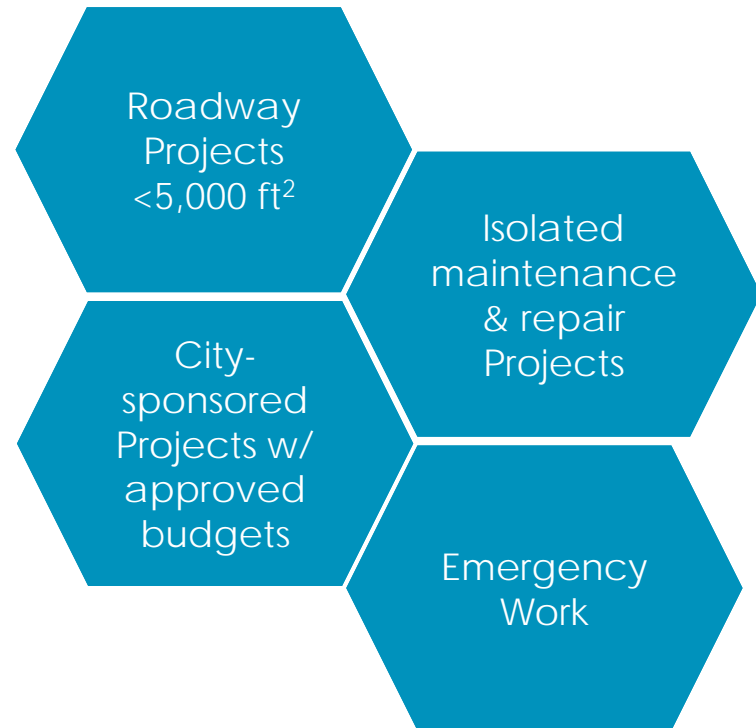 Roadway
Projects
<5,000 ft²
Isolated
maintenance
& repair
Projects
City-
sponsored
Projects w/
approved
budgets
Emergency
Work